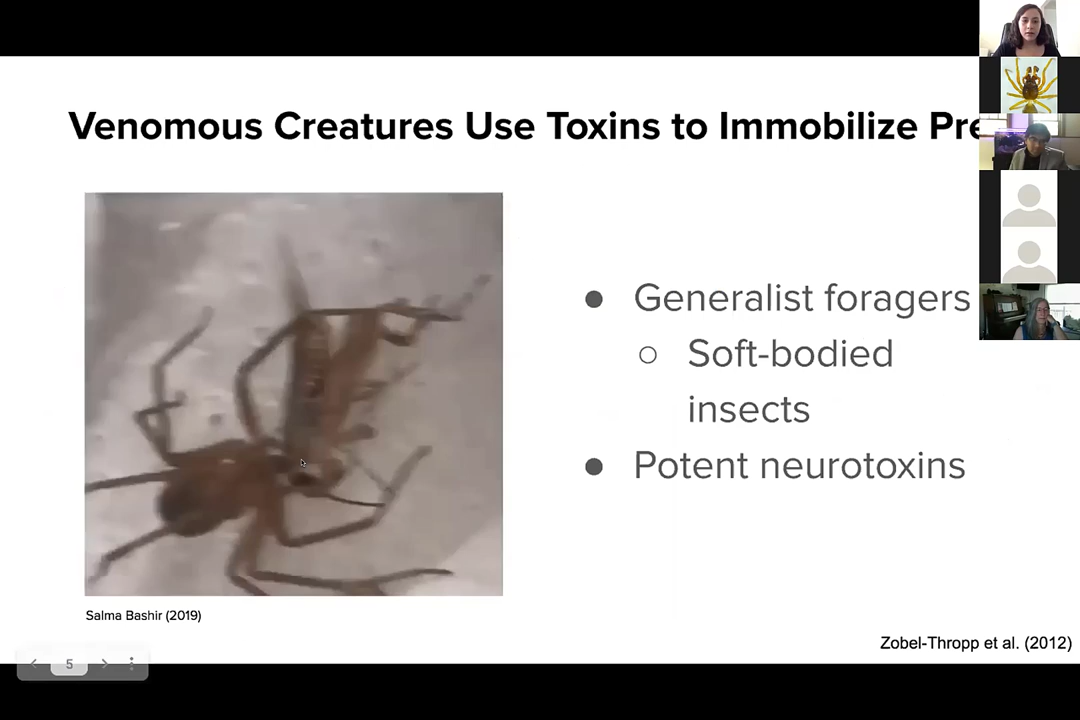 Venomous Creatures Use Toxins to Immobilize Pre
● Generalist foragers
○ Soft-bodied
insects
● Potent neurotoxins
Salma Bashir (2019)
Zobel-Thropp et al. (2012)
5